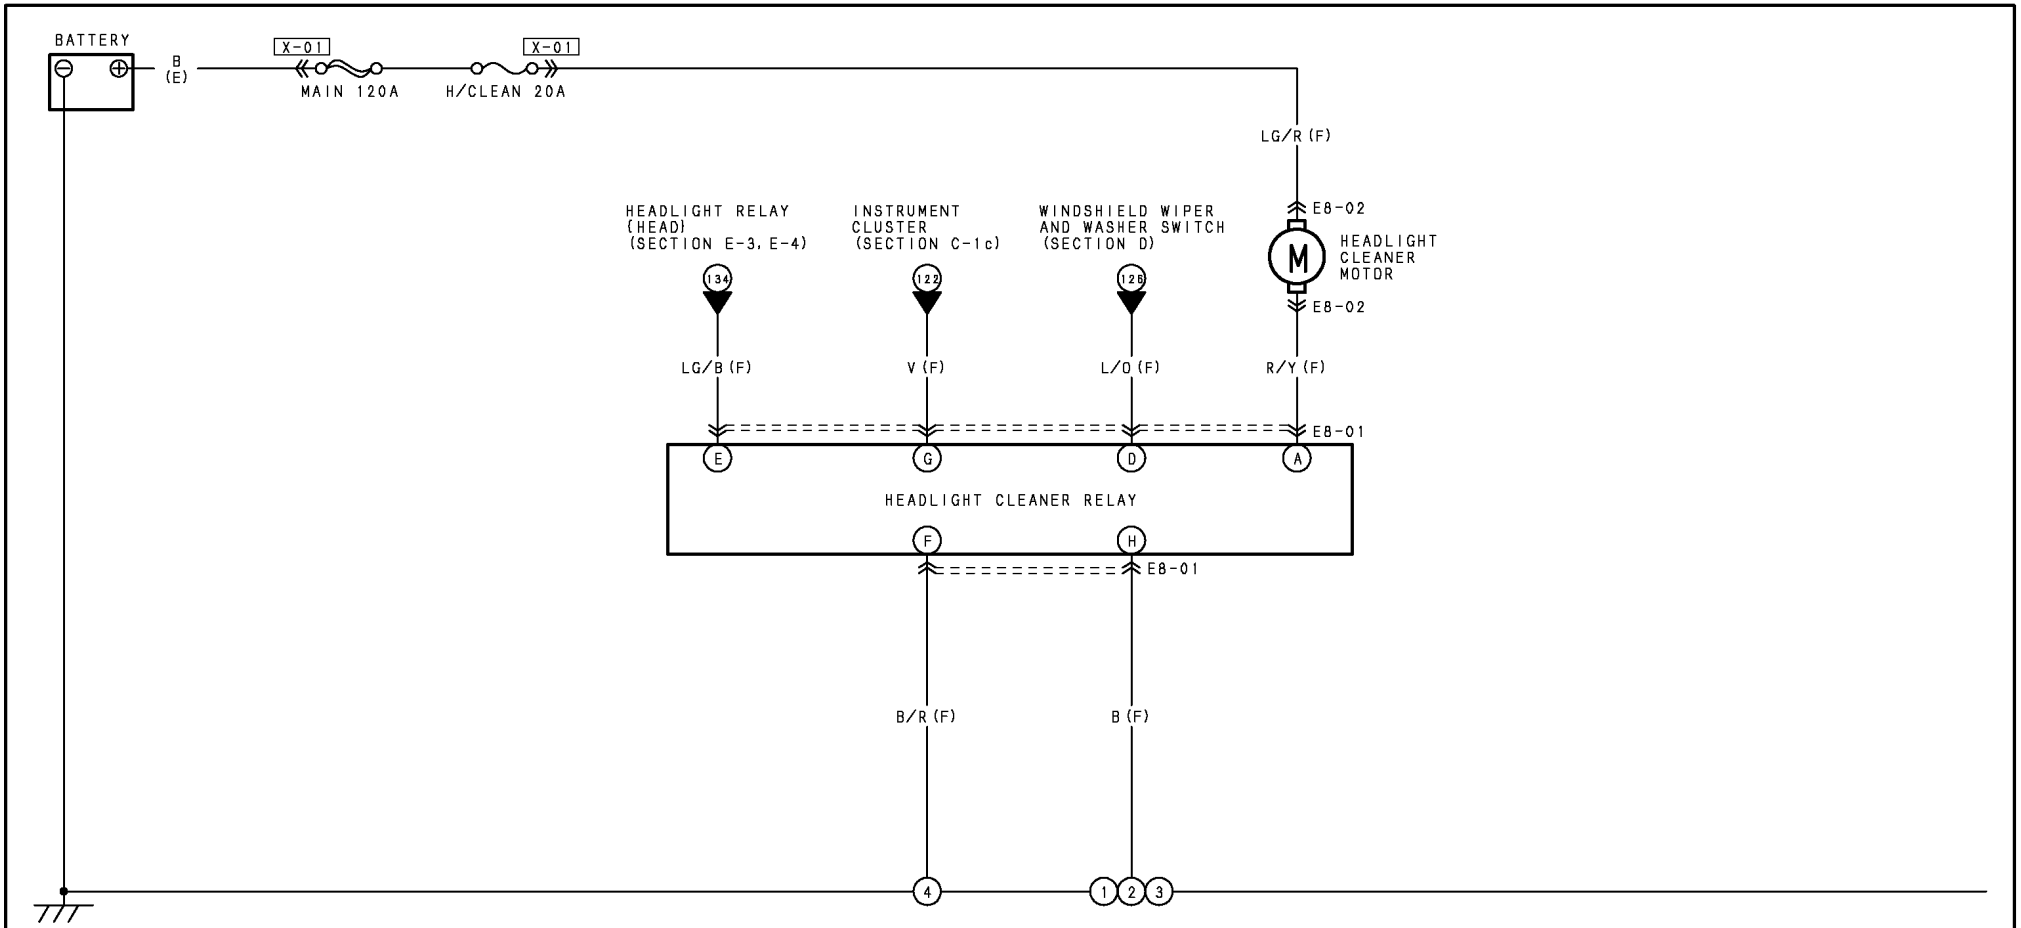 BATTERY
B
(E)
X-01
X-01
MAIN 120A
H/CLEAN 20A
LG/R (F)
HEADLIGHT RELAY
(HEAD)
(SECTION E-3, E-4)
INSTRUMENT
CLUSTER
(SECTION C-1c)
WINDSHIELD WIPER
AND WASHER SWITCH
(SECTION D)
E8-02
M
HEADLIGHT
CLEANER
MOTOR
E8-02
134
122
126
LG/B (F)
V (F)
L/O (F)
R/Y (F)
E8-01
E
G
D
A
HEADLIGHT CLEANER RELAY
F
H
E8-01
B/R (F)
B (F)
4
1
2
3